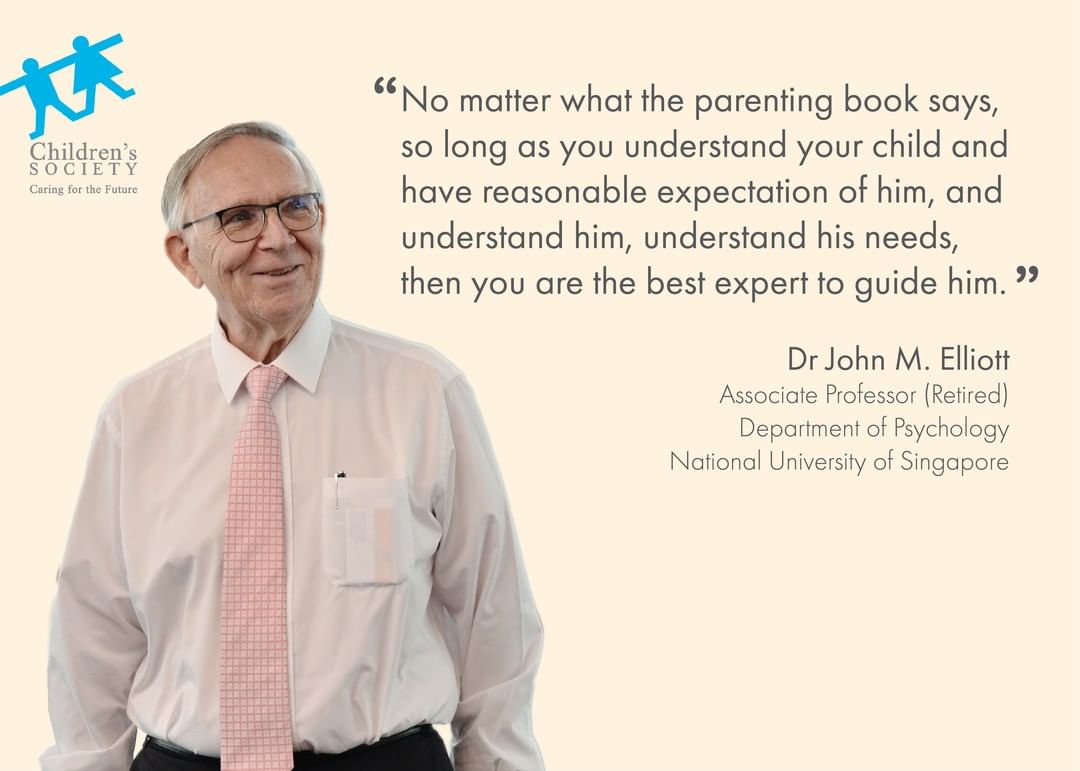 Children's
SOCIETY
Caring for the Future
“No matter what the parenting book says,
so long as you understand your child and
have reasonable expectation of him, and
understand him, understand his needs,
then you are the best expert to guide him.”
Dr John M. Elliott
Associate Professor (Retired)
Department of Psychology
National University of Singapore